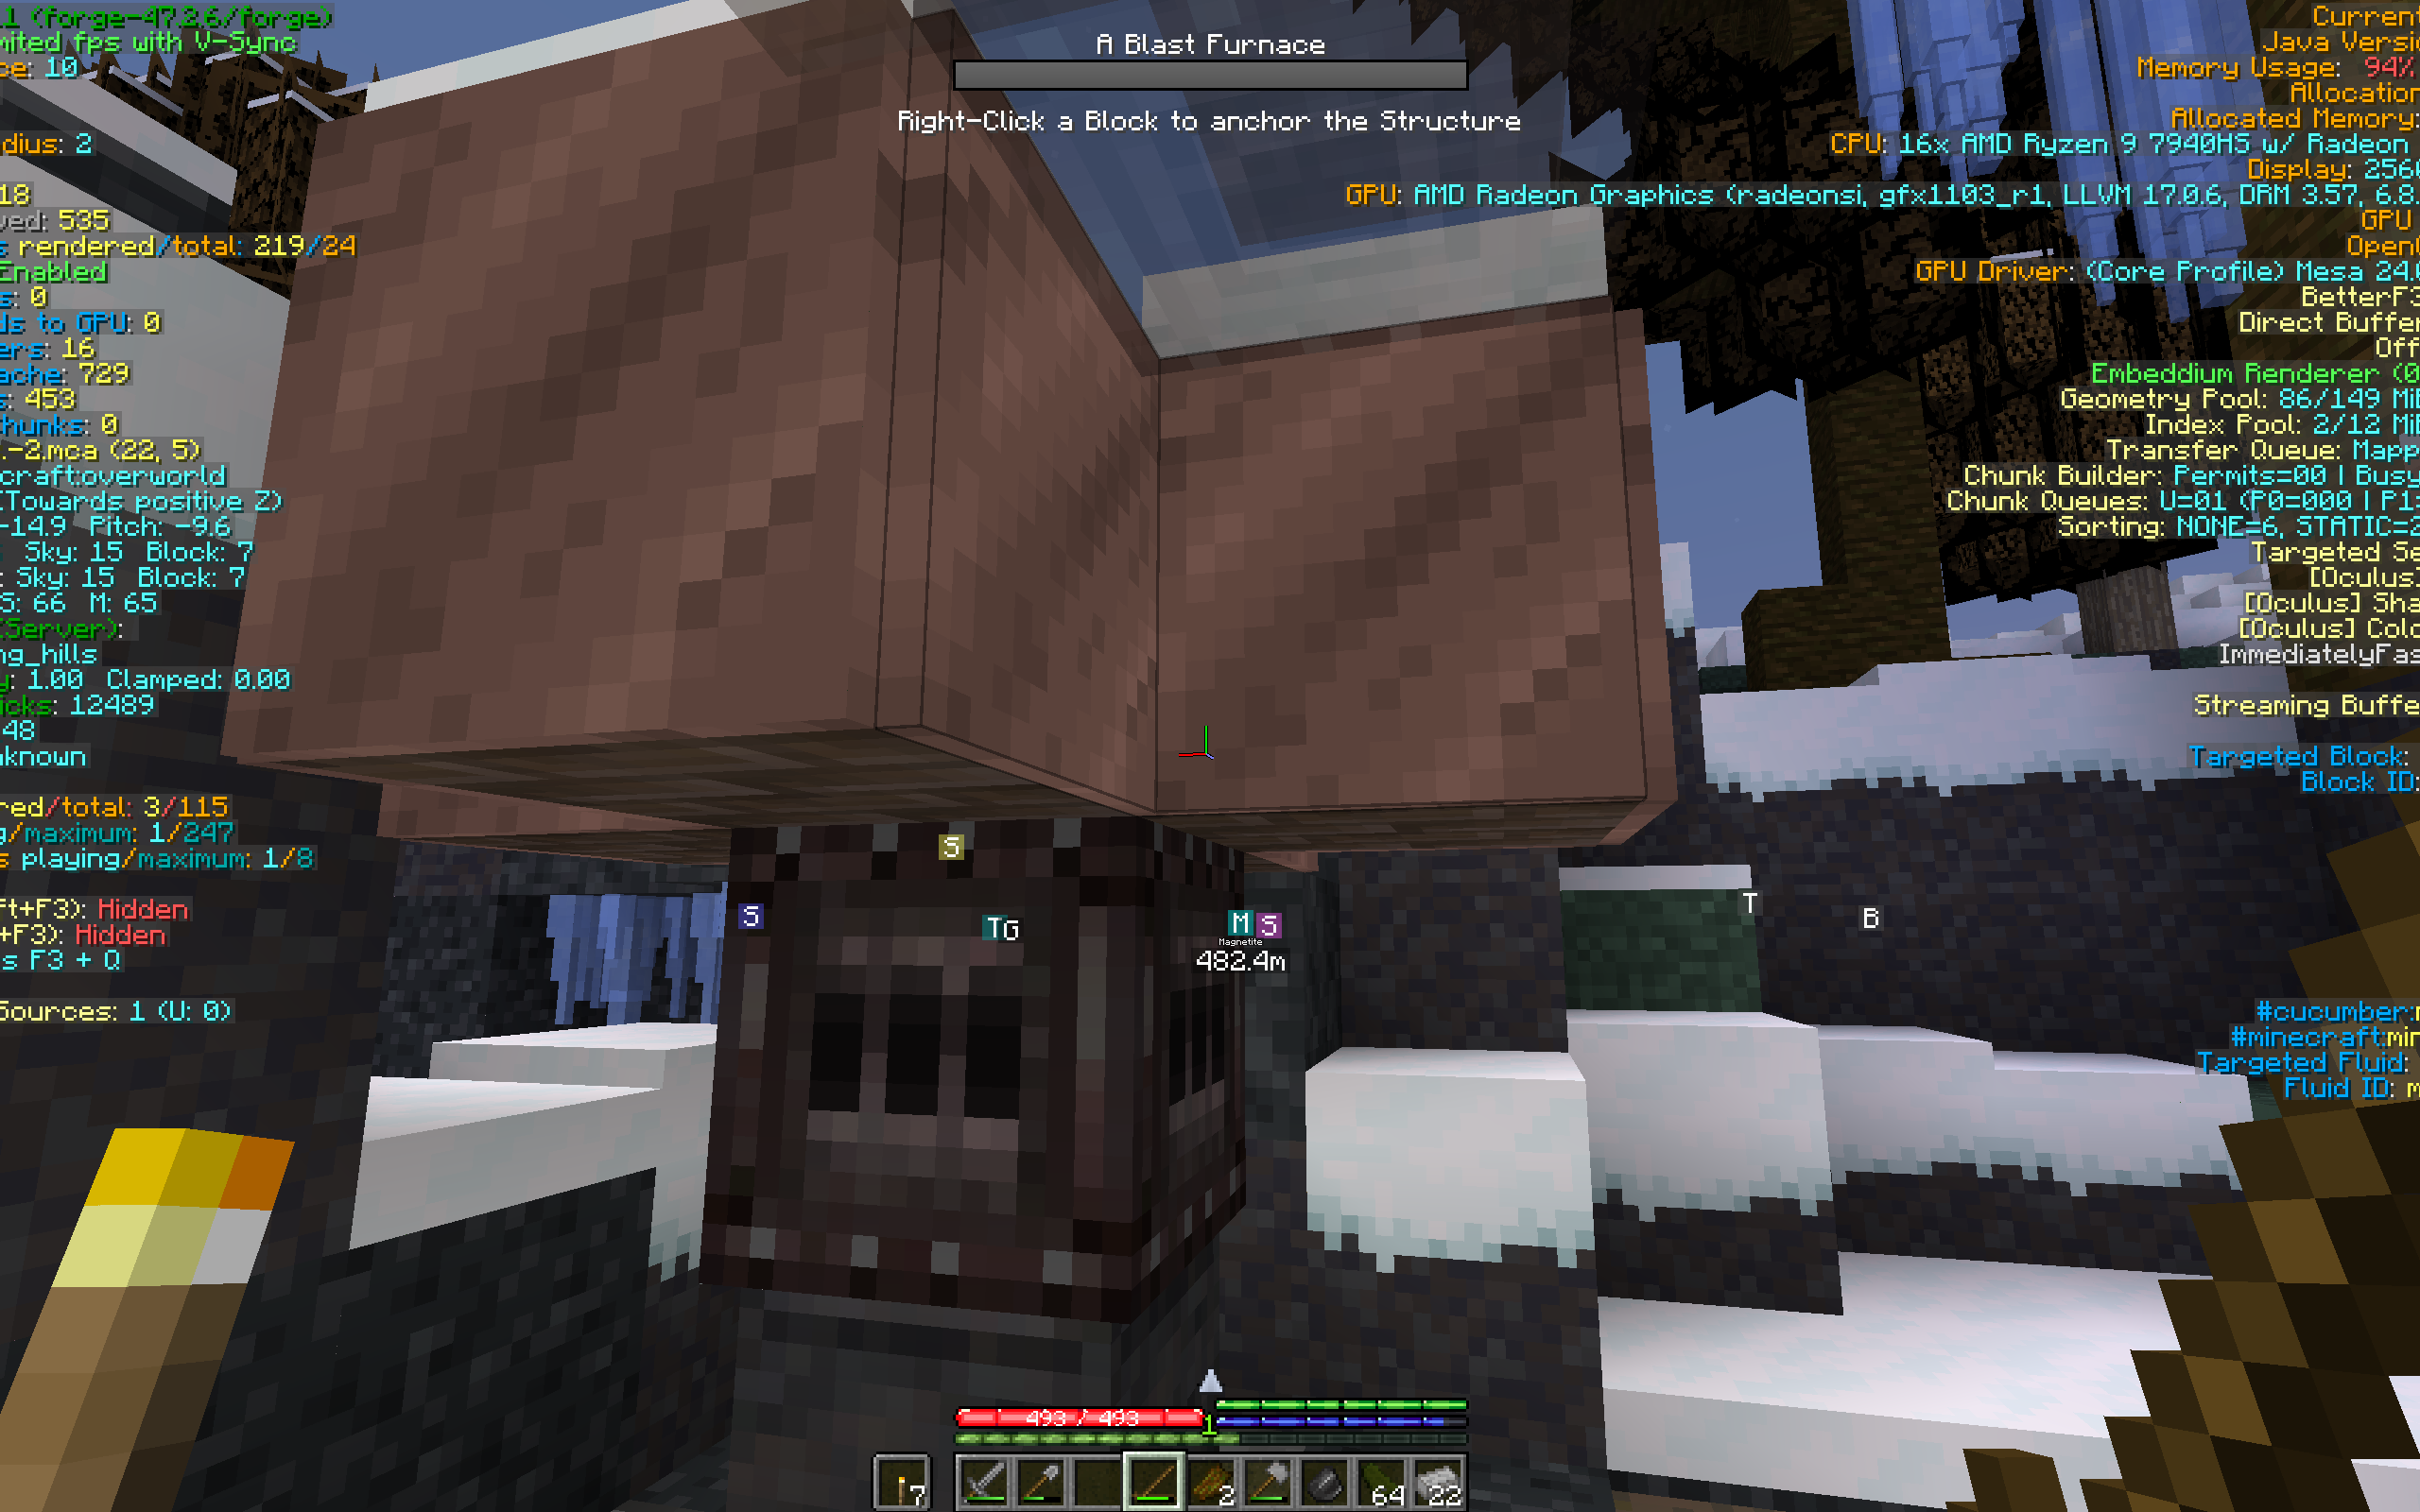 .1 (forge-47.2.6/forge)
mited fps with V-Sync
ce: 10
dius: 2
18
ved: 535
s rendered/total: 219/24
Enabled
s: 0
ds to GPU: 0
ers: 16
ache: 729
s: 453
hunks: 0
.-2.mca (22, 5)
craft:overworld
(Towards positive Z)
-14.9 Pitch: -9.6
Sky: 15 Block: 7
: Sky: 15 Block: 7
S: 66 M: 65
(Server):
ng_hills
y: 1.00 Clamped: 0.00
icks: 12489
48
known
red/total: 3/115
g/maximum: 1/247
s playing/maximum: 1/8
ft+F3): Hidden
+F3): Hidden
s F3 + Q
Sources: 1 (U: 0)
A Blast Furnace
Right-Click a Block to anchor the Structure
Current
Java Versi
Memory Usage: 94%
Allocation
Allocated Memory:
CPU: 16x AMD Ryzen 9 7940HS w/ Radeon
Display: 256
GPU: AMD Radeon Graphics (radeonsi, gfx1103_r1, LLVM 17.0.6, DRM 3.57, 6.8.
GPU
Open
GPU Driver: (Core Profile) Mesa 24.
BetterF3
Direct Buffer
Off
Embeddium Renderer (0
Geometry Pool: 86/149 Mi
Index Pool: 2/12 Mi
Transfer Queue: Mapp
Chunk Builder: Permits=00 | Busy
Chunk Queues: U=01 (P0=000 | P1=
Sorting: NONE=6, STATIC=2
Targeted Se
[Oculus]
[Oculus] Sha
[Oculus] Colo
ImmediatelyFas
Streaming Buffe
Targeted Block:
Block ID:
#cucumber:m
#minecraft:min
Targeted Fluid:
Fluid ID: m
S
S
TG
M S
Magnetite
482.4m
T
B
493 / 493
1
7
2
64
22